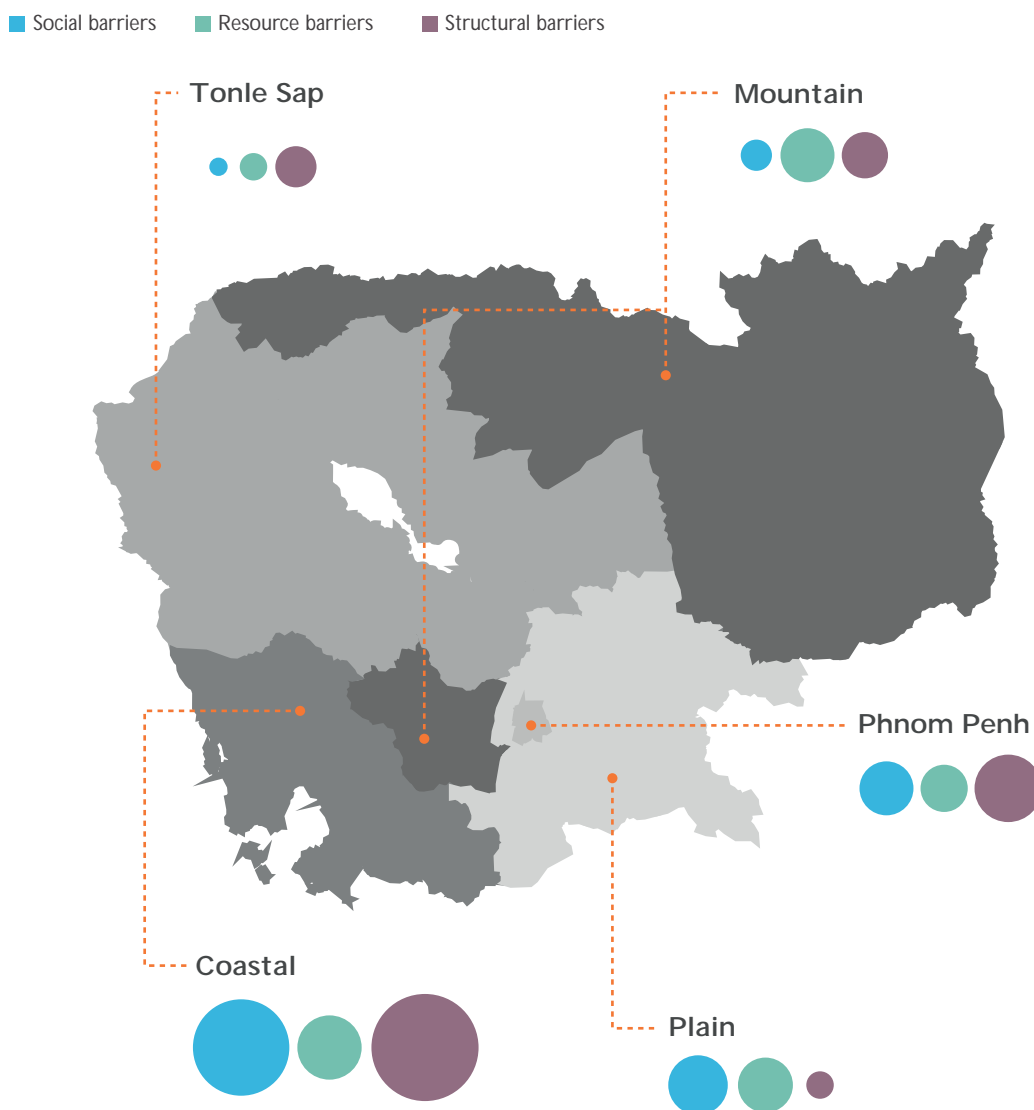 Social barriers Resource barriers Structural barriers
Tonle Sap
Mountain
Phnom Penh
Coastal
Plain